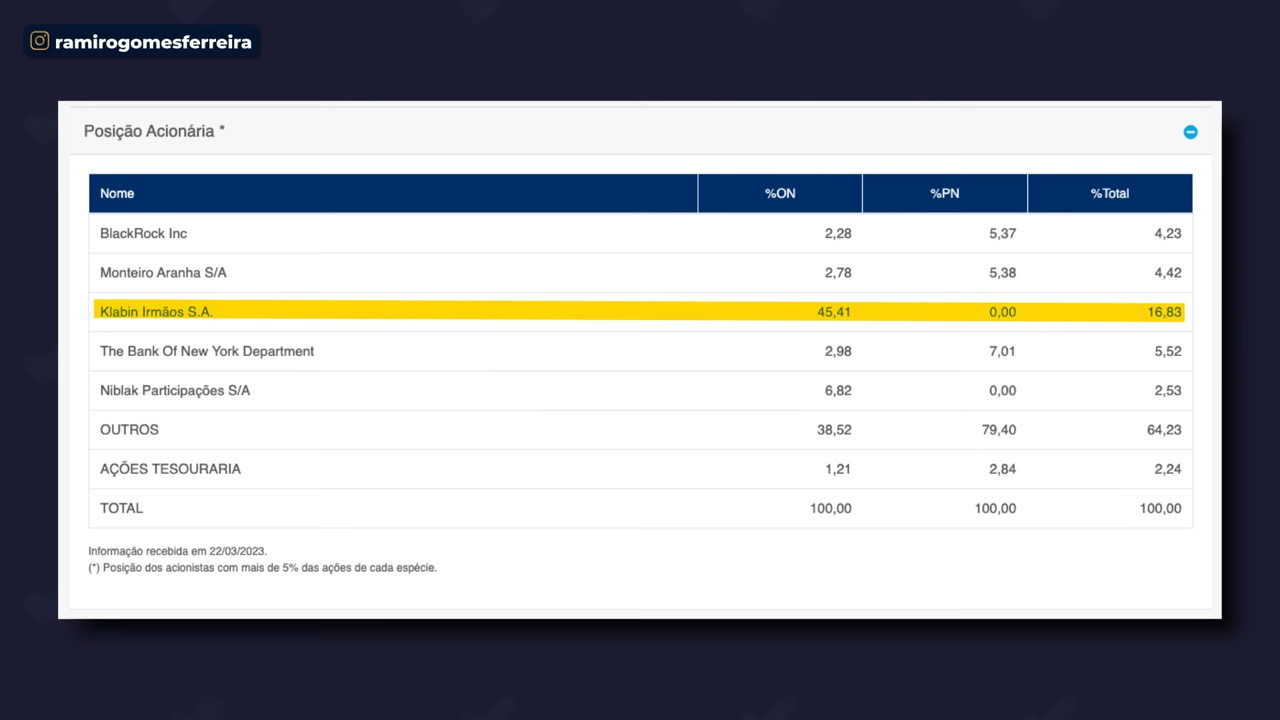 ramirogomesferreira
Posição Acionária *
Nome %ON %PN %Total
BlackRock Inc 2,28 5,37 4,23
Monteiro Aranha S/A 2,78 5,38 4,42
Klabin Irmãos S.A. 45,41 0,00 16,83
The Bank Of New York Department 2,98 7,01 5,52
Niblak Participações S/A 6,82 0,00 2,53
OUTROS 38,52 79,40 64,23
AÇÕES TESOURARIA 1,21 2,84 2,24
TOTAL 100,00 100,00 100,00
Informação recebida em 22/03/2023.
(*) Posição dos acionistas com mais de 5% das ações de cada espécie.